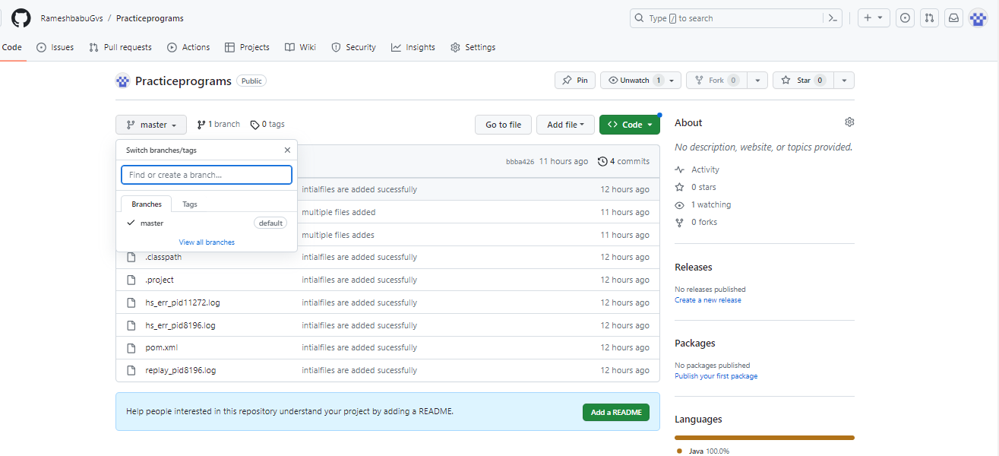 RameshbabuGvs / Practiceprograms
Type / to search
Code Issues Pull requests Actions Projects Wiki Security Insights Settings
Practiceprograms Public
Pin Unwatch 1 Fork 0 Star 0
master 1 branch 0 tags Go to file Add file Code
Switch branches/tags
Find or create a branch...
Branches Tags
master default
View all branches
bbba426 11 hours ago 4 commits
intialfiles are added sucessfully 12 hours ago
multiple files added 11 hours ago
multiple files addes 11 hours ago
.classpath intialfiles are added sucessfully 12 hours ago
.project intialfiles are added sucessfully 12 hours ago
hs_err_pid11272.log intialfiles are added sucessfully 12 hours ago
hs_err_pid8196.log intialfiles are added sucessfully 12 hours ago
pom.xml intialfiles are added sucessfully 12 hours ago
replay_pid8196.log intialfiles are added sucessfully 12 hours ago
Help people interested in this repository understand your project by adding a README. Add a README
About
No description, website, or topics provided.
Activity
0 stars
1 watching
0 forks
Releases
No releases published
Create a new release
Packages
No packages published
Publish your first package
Languages
Java 100.0%